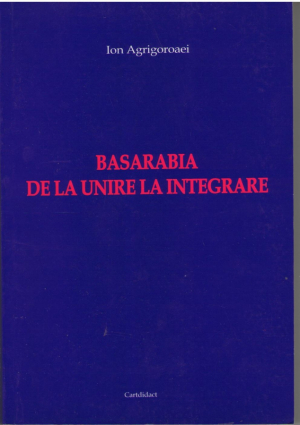 Ion Agrigoroaei
BASARABIA
DE LA UNIRE LA INTEGRARE
Cartdidact